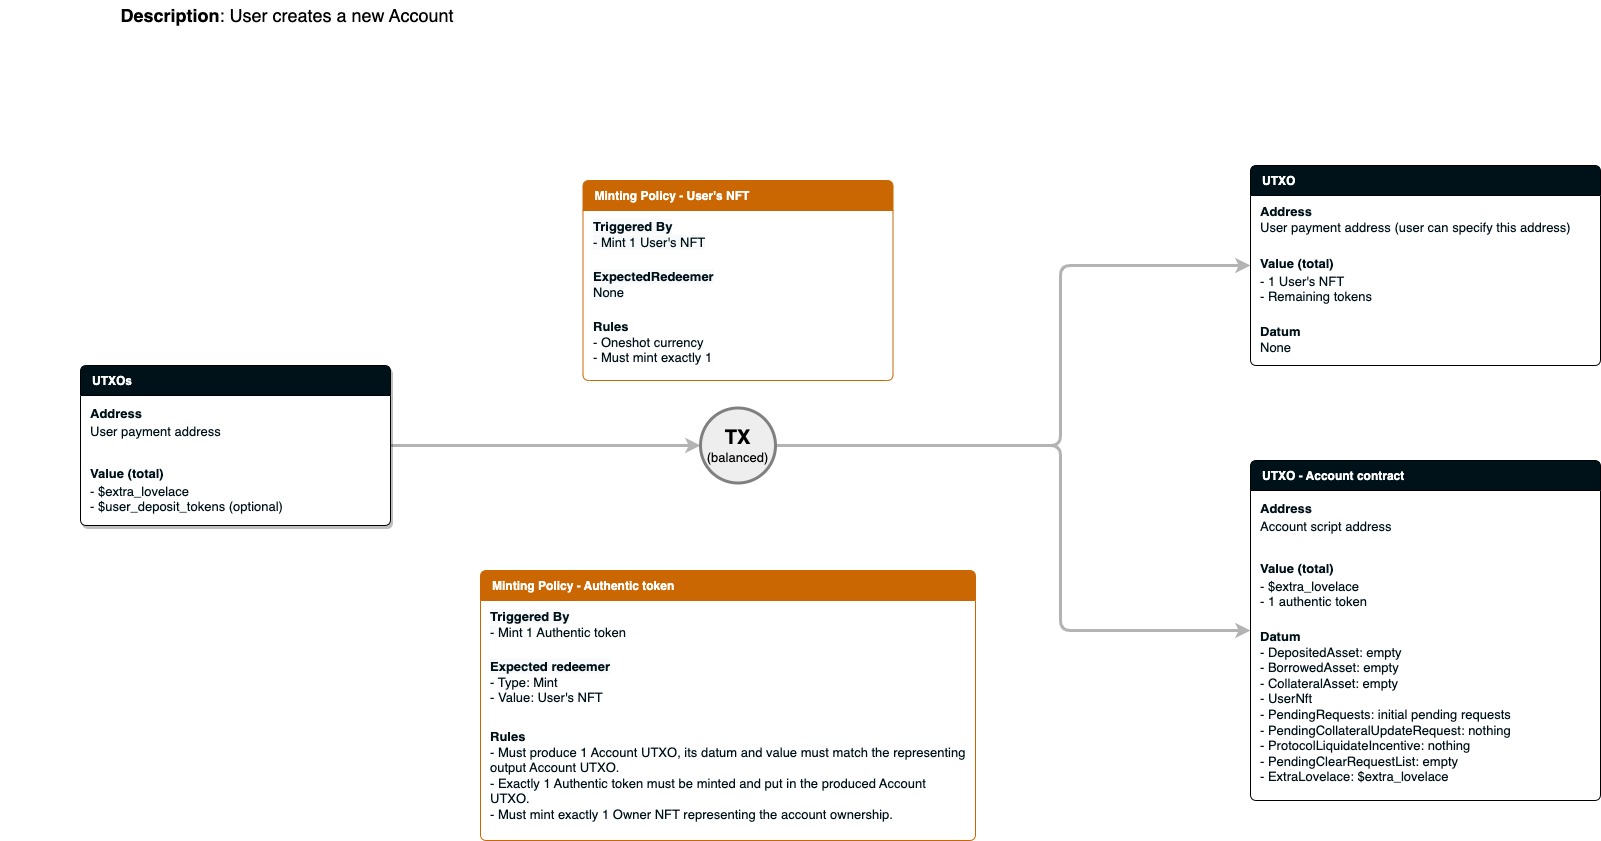 Description: User creates a new Account
Minting Policy - User's NFT
Triggered By
- Mint 1 User's NFT
ExpectedRedeemer
None
Rules
- Oneshot currency
- Must mint exactly 1
UTXOs
Address
User payment address
Value (total)
- $extra_lovelace
- $user_deposit_tokens (optional)
TX
(balanced)
Minting Policy - Authentic token
Triggered By
- Mint 1 Authentic token
Expected redeemer
- Type: Mint
- Value: User's NFT
Rules
- Must produce 1 Account UTXO, its datum and value must match the representing
output Account UTXO.
- Exactly 1 Authentic token must be minted and put in the produced Account
UTXO.
- Must mint exactly 1 Owner NFT representing the account ownership.
UTXO
Address
User payment address (user can specify this address)
Value (total)
- 1 User's NFT
- Remaining tokens
Datum
None
UTXO - Account contract
Address
Account script address
Value (total)
- $extra_lovelace
- 1 authentic token
Datum
- DepositedAsset: empty
- BorrowedAsset: empty
- CollateralAsset: empty
- UserNft
- PendingRequests: initial pending requests
- PendingCollateralUpdateRequest: nothing
- ProtocolLiquidateIncentive: nothing
- PendingClearRequestList: empty
- ExtraLovelace: $extra_lovelace